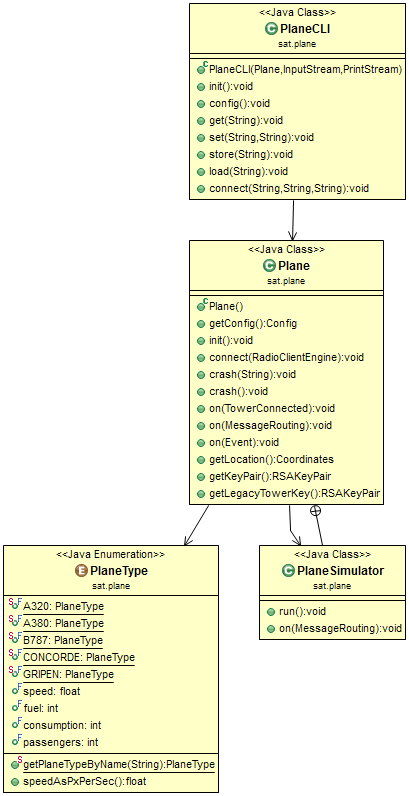 <<Java Class>>
C PlaneCLI
sat.plane
C PlaneCLI(Plane,InputStream,PrintStream)
init():void
config():void
get(String):void
set(String,String):void
store(String):void
load(String):void
connect(String,String,String):void
<<Java Class>>
C Plane
sat.plane
C Plane()
getConfig():Config
init():void
connect(RadioClientEngine):void
crash(String):void
crash():void
on(TowerConnected):void
on(MessageRouting):void
on(Event):void
getLocation():Coordinates
getKeyPair():RSAKeyPair
getLegacyTowerKey():RSAKeyPair
<<Java Enumeration>>
E PlaneType
sat.plane
S F A320: PlaneType
S F A380: PlaneType
S F B787: PlaneType
S F CONCORDE: PlaneType
S F GRIPEN: PlaneType
F speed: float
F fuel: int
F consumption: int
F passengers: int
S getPlaneTypeByName(String):PlaneType
speedAsPxPerSec():float
<<Java Class>>
C PlaneSimulator
sat.plane
run():void
on(MessageRouting):void